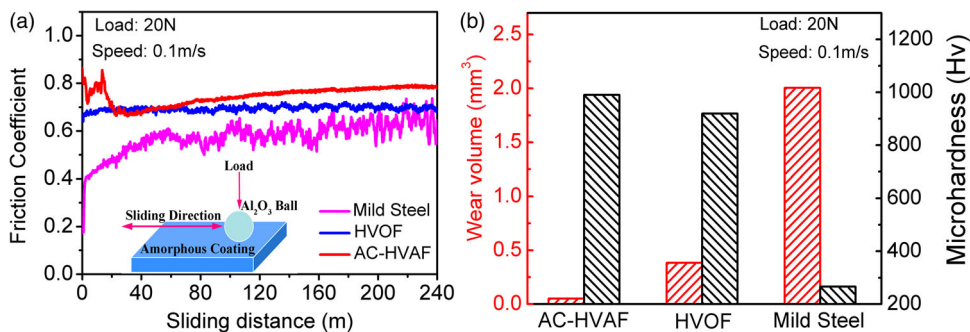 (a)
Load: 20N
Speed: 0.1m/s
Friction Coefficient
1.0
0.8
0.6
0.4
0.2
0.0
Load
Al₂O₃ Ball
Sliding Direction
Amorphous Coating
Mild Steel
HVOF
AC-HVAF
0 40 80 120 160 200 240
Sliding distance (m)
(b)
Load: 20N
Speed: 0.1m/s
Wear volume (mm³)
2.5
2.0
1.5
1.0
0.5
0.0
Microhardness (Hv)
1200
1000
800
600
400
200
AC-HVAF HVOF Mild Steel